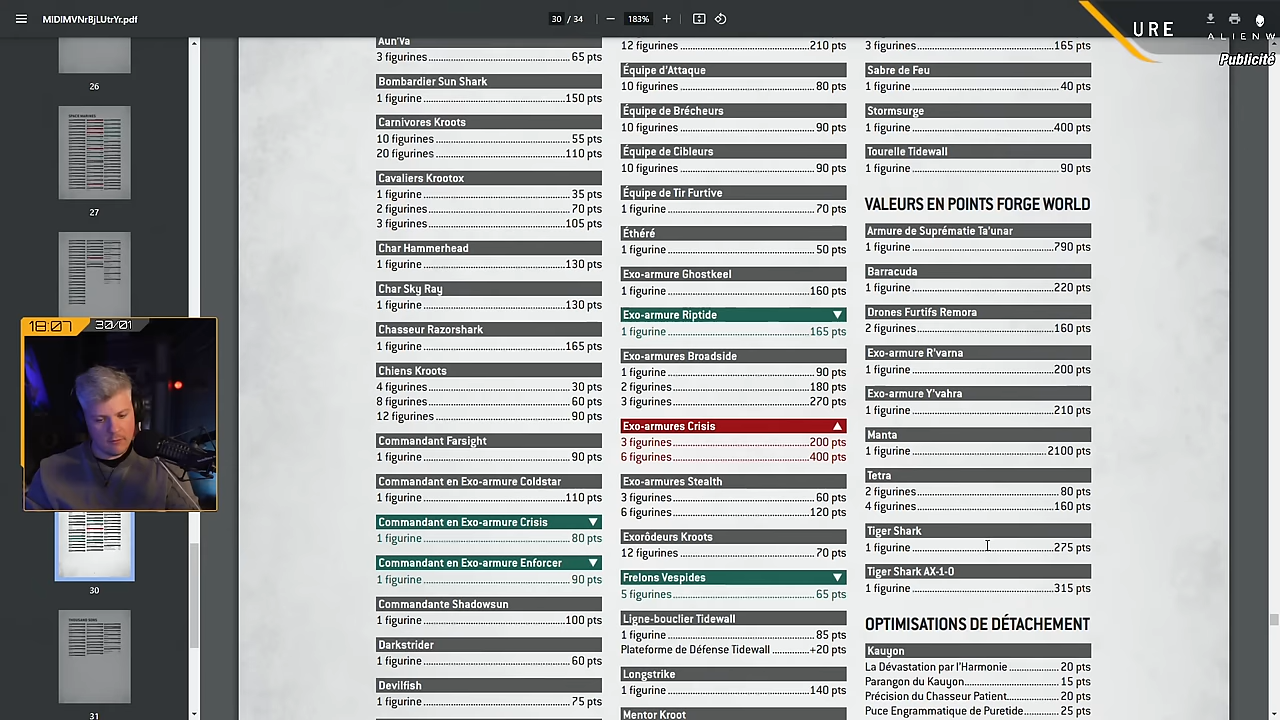 MIDIMVNrBjLUtrYr.pdf
30 / 34
183%
URE
ALIENW
Publicité
26
27
30
31
18:07
30/01
Aun'Va
3 figurines 65 pts
Bombardier Sun Shark
1 figurine 150 pts
Carnivores Kroots
10 figurines 55 pts
20 figurines 110 pts
Cavaliers Krootox
1 figurine 35 pts
2 figurines 70 pts
3 figurines 105 pts
Char Hammerhead
1 figurine 130 pts
Char Sky Ray
1 figurine 130 pts
Chasseur Razorshark
1 figurine 165 pts
Chiens Kroots
4 figurines 30 pts
8 figurines 60 pts
12 figurines 90 pts
Commandant Farsight
1 figurine 90 pts
Commandant en Exo-armure Coldstar
1 figurine 110 pts
Commandant en Exo-armure Crisis ▼
1 figurine 80 pts
Commandant en Exo-armure Enforcer ▼
1 figurine 90 pts
Commandante Shadowsun
1 figurine 100 pts
Darkstrider
1 figurine 60 pts
Devilfish
1 figurine 75 pts
12 figurines 210 pts
Équipe d'Attaque
10 figurines 80 pts
Équipe de Brécheurs
10 figurines 90 pts
Équipe de Cibleurs
10 figurines 90 pts
Équipe de Tir Furtive
1 figurine 70 pts
Éthéré
1 figurine 50 pts
Exo-armure Ghostkeel
1 figurine 160 pts
Exo-armure Riptide ▼
1 figurine 165 pts
Exo-armures Broadside
1 figurine 90 pts
2 figurines 180 pts
3 figurines 270 pts
Exo-armures Crisis ▲
3 figurines 200 pts
6 figurines 400 pts
Exo-armures Stealth
3 figurines 60 pts
6 figurines 120 pts
Exorôdeurs Kroots
12 figurines 70 pts
Frelons Vespides ▼
5 figurines 65 pts
Ligne-bouclier Tidewall
1 figurine 85 pts
Plateforme de Défense Tidewall +20 pts
Longstrike
1 figurine 140 pts
Mentor Kroot
3 figurines 165 pts
Sabre de Feu
1 figurine 40 pts
Stormsurge
1 figurine 400 pts
Tourelle Tidewall
1 figurine 90 pts
VALEURS EN POINTS FORGE WORLD
Armure de Suprématie Ta'unar
1 figurine 790 pts
Barracuda
1 figurine 220 pts
Drones Furtifs Remora
2 figurines 160 pts
Exo-armure R'varna
1 figurine 200 pts
Exo-armure Y'vahra
1 figurine 210 pts
Manta
1 figurine 2100 pts
Tetra
2 figurines 80 pts
4 figurines 160 pts
Tiger Shark
1 figurine 275 pts
Tiger Shark AX-1-0
1 figurine 315 pts
OPTIMISATIONS DE DÉTACHEMENT
Kauyon
La Dévastation par l'Harmonie 20 pts
Parangon du Kauyon 15 pts
Précision du Chasseur Patient 20 pts
Puce Engrammatique de Puretide 25 pts